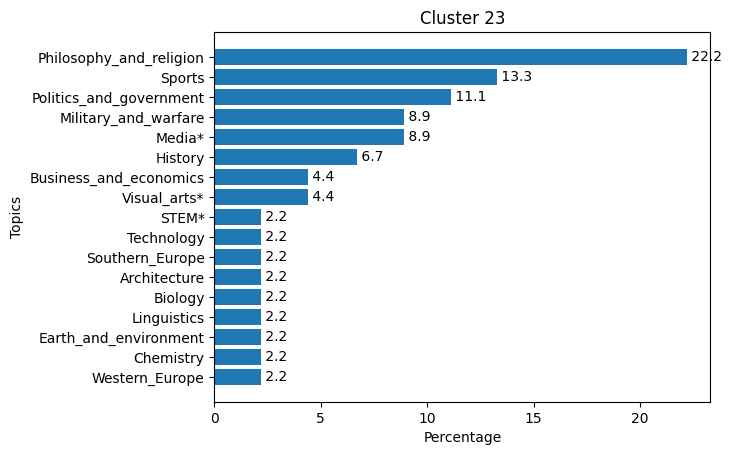 Cluster 23
Philosophy_and_religion 22.2
Sports 13.3
Politics_and_government 11.1
Military_and_warfare 8.9
Media* 8.9
History 6.7
Business_and_economics 4.4
Visual_arts* 4.4
STEM* 2.2
Technology 2.2
Southern_Europe 2.2
Architecture 2.2
Biology 2.2
Linguistics 2.2
Earth_and_environment 2.2
Chemistry 2.2
Western_Europe 2.2
Topics
0 5 10 15 20
Percentage